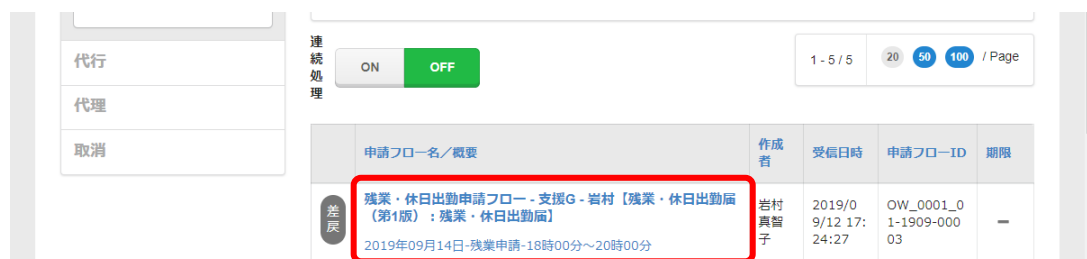 代行
代理
取消
連
続
処
理
ON OFF
1 - 5 / 5 20 50 100 / Page
申請フロー名／概要
作成
者
受信日時
申請フローID
期限
差
戻
残業・休日出勤申請フロー - 支援G - 岩村【残業・休日出勤届
（第1版）：残業・休日出勤届】
2019年09月14日-残業申請-18時00分～20時00分
岩村
真智
子
2019/0
9/12 17:
24:27
OW_0001_0
1-1909-000
03
–